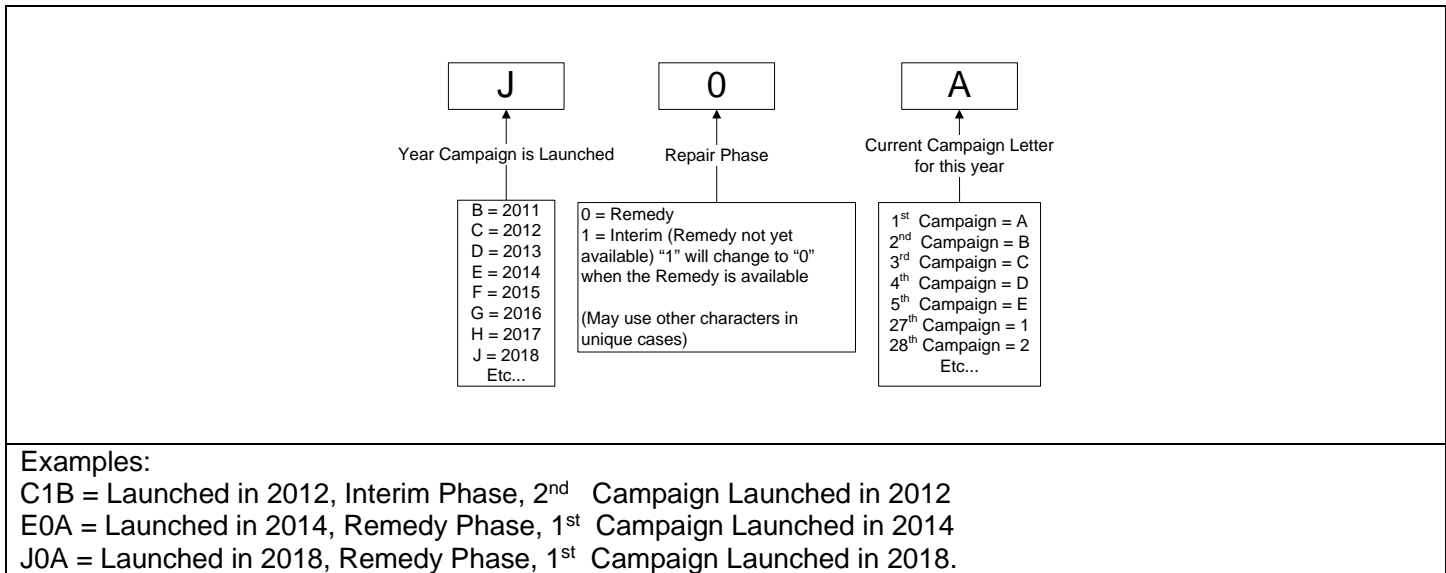 J
0
A
Year Campaign is Launched
Repair Phase
Current Campaign Letter
for this year
B = 2011
C = 2012
D = 2013
E = 2014
F = 2015
G = 2016
H = 2017
J = 2018
Etc...
0 = Remedy
1 = Interim (Remedy not yet
available) “1” will change to “0”
when the Remedy is available
(May use other characters in
unique cases)
1st Campaign = A
2nd Campaign = B
3rd Campaign = C
4th Campaign = D
5th Campaign = E
27th Campaign = 1
28th Campaign = 2
Etc...
Examples:
C1B = Launched in 2012, Interim Phase, 2nd Campaign Launched in 2012
E0A = Launched in 2014, Remedy Phase, 1st Campaign Launched in 2014
J0A = Launched in 2018, Remedy Phase, 1st Campaign Launched in 2018.